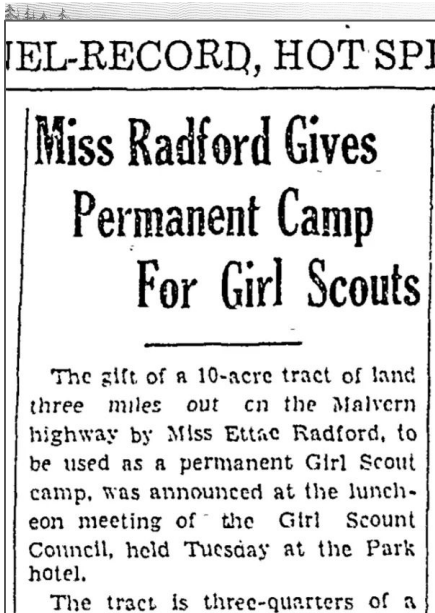 EL-RECORD, HOT SP
Miss Radford Gives
Permanent Camp
For Girl Scouts
The gift of a 10-acre tract of land
three miles out on the Malvern
highway by Miss Ettae Radford, to
be used as a permanent Girl Scout
camp, was announced at the lunch-
eon meeting of the Girl Scount
Council, held Tuesday at the Park
hotel.
The tract is three-quarters of a